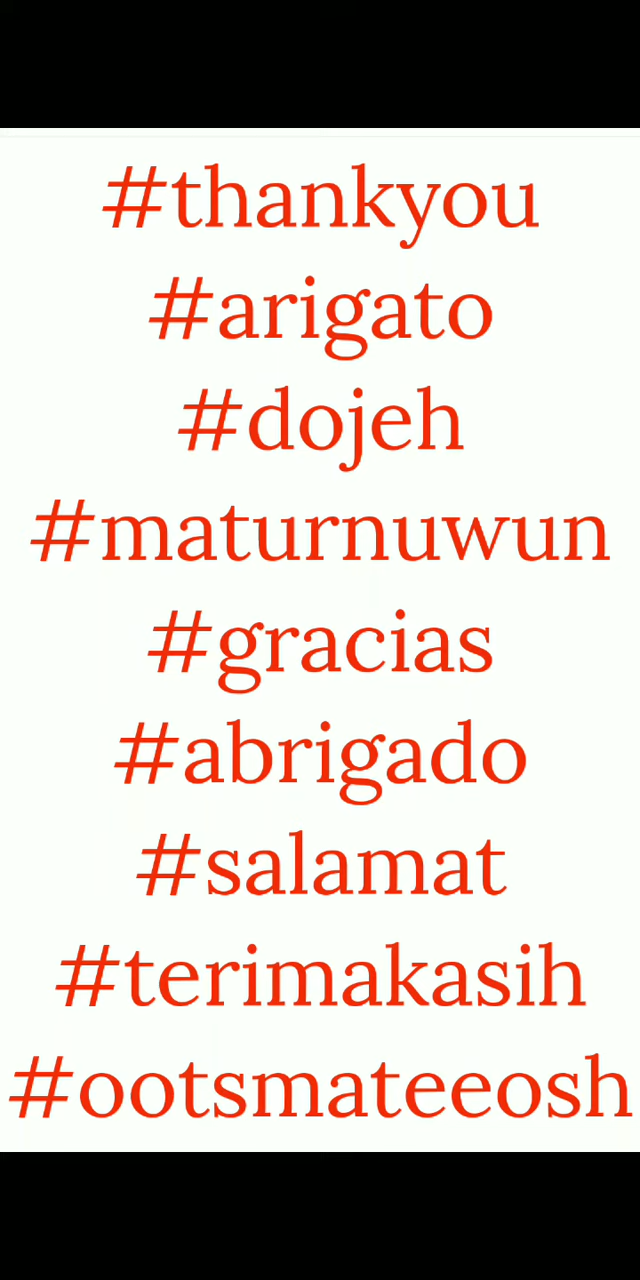 #thankyou
#arigato
#dojeh
#maturnuwun
#gracias
#abrigado
#salamat
#terimakasih
#ootsmateeosh